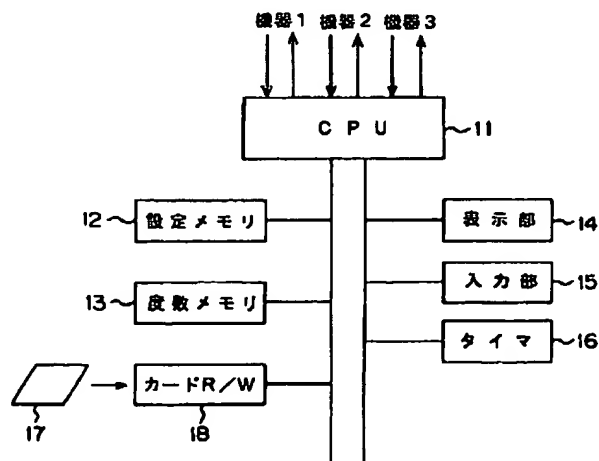 機器1 機器2 機器3
CPU
11
12 設定メモリ
表示部 14
13 度数メモリ
入力部 15
タイマ 16
カードR/W
17
18